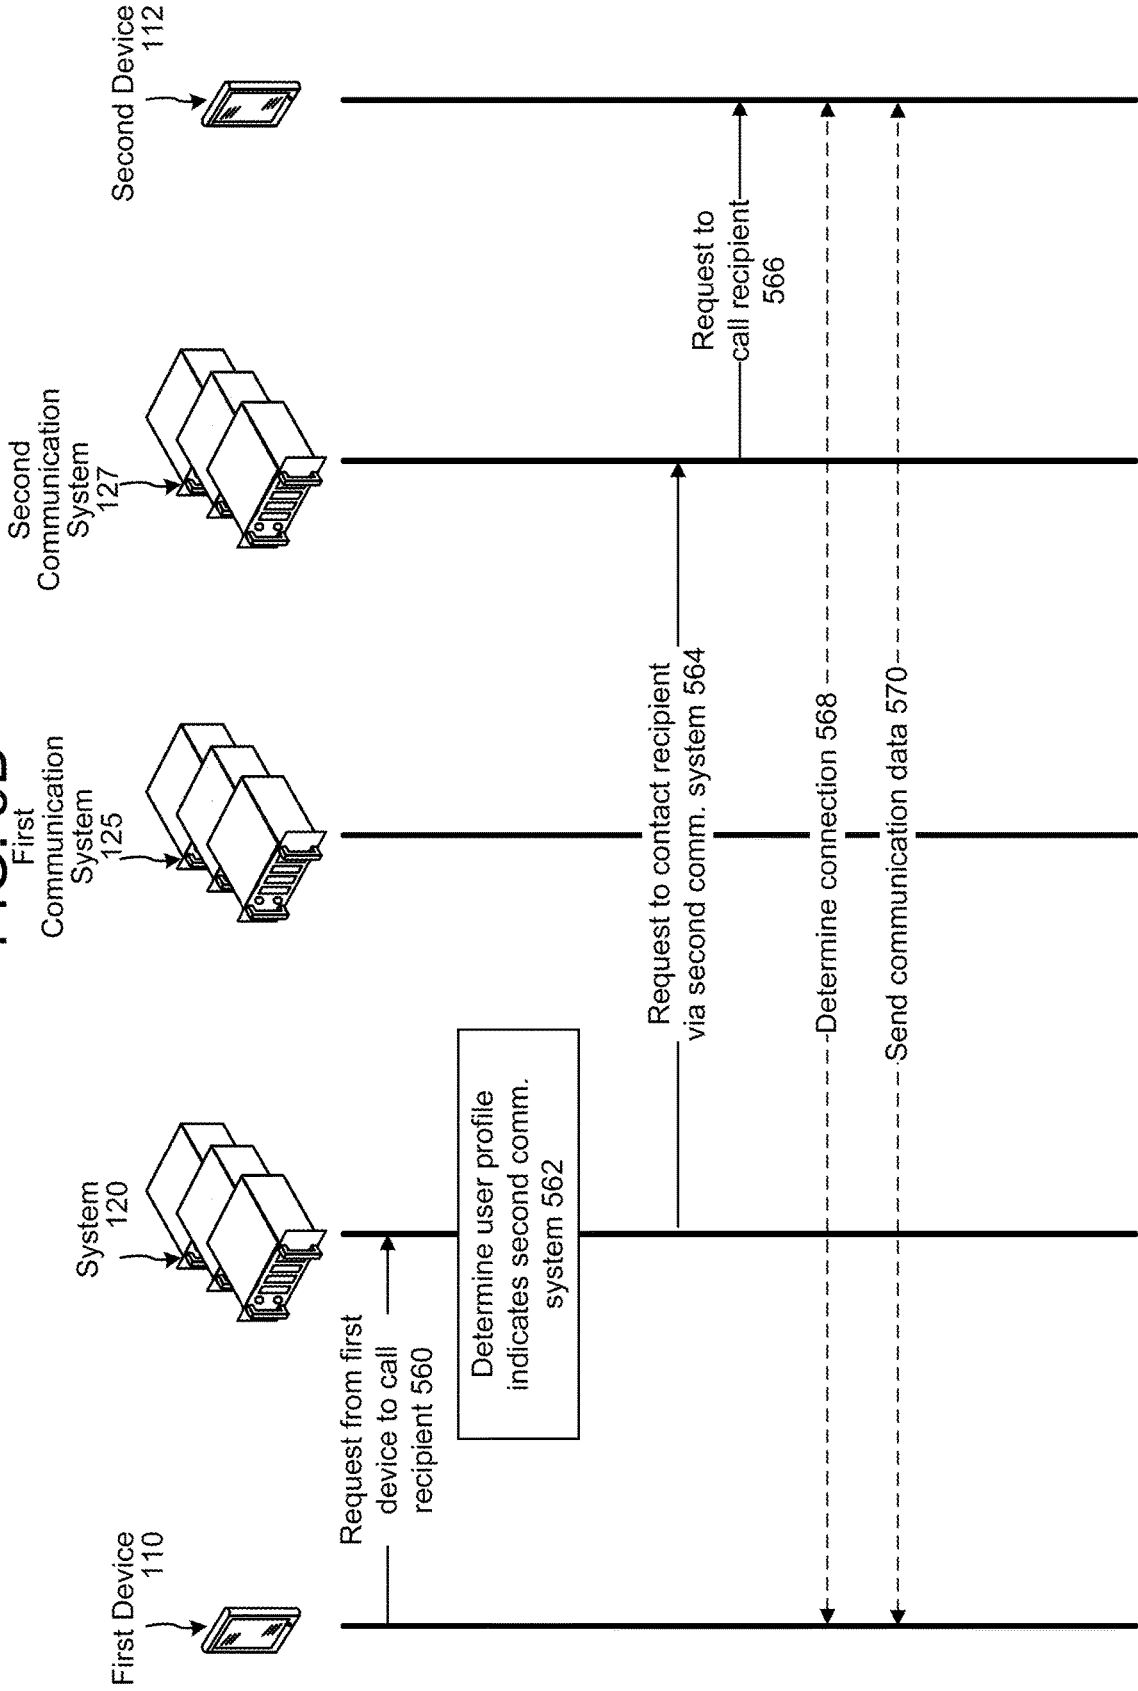 First Device
110
System
120
First
Communication
System
125
Second
Communication
System
127
Second Device
112
Request from first
device to call
recipient 560
Determine user profile
indicates second comm.
system 562
Request to contact recipient
via second comm. system 564
Request to
call recipient
566
Determine connection 568
Send communication data 570